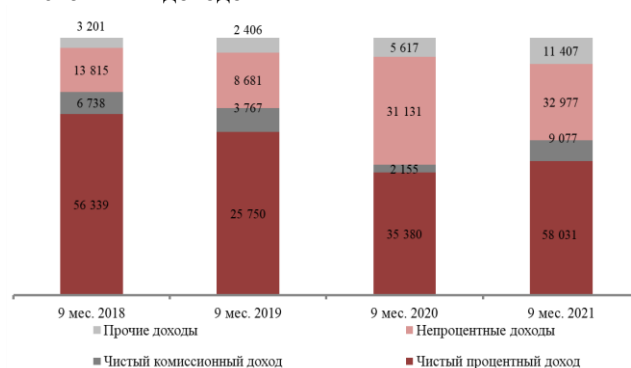 3 201 2 406 5 617 11 407
13 815 8 681 31 131 32 977
6 738 3 767 2 155 9 077
56 339 25 750 35 380 58 031
9 мес. 2018 9 мес. 2019 9 мес. 2020 9 мес. 2021
Прочие доходы Непроцентные доходы
Чистый комиссионный доход Чистый процентный доход